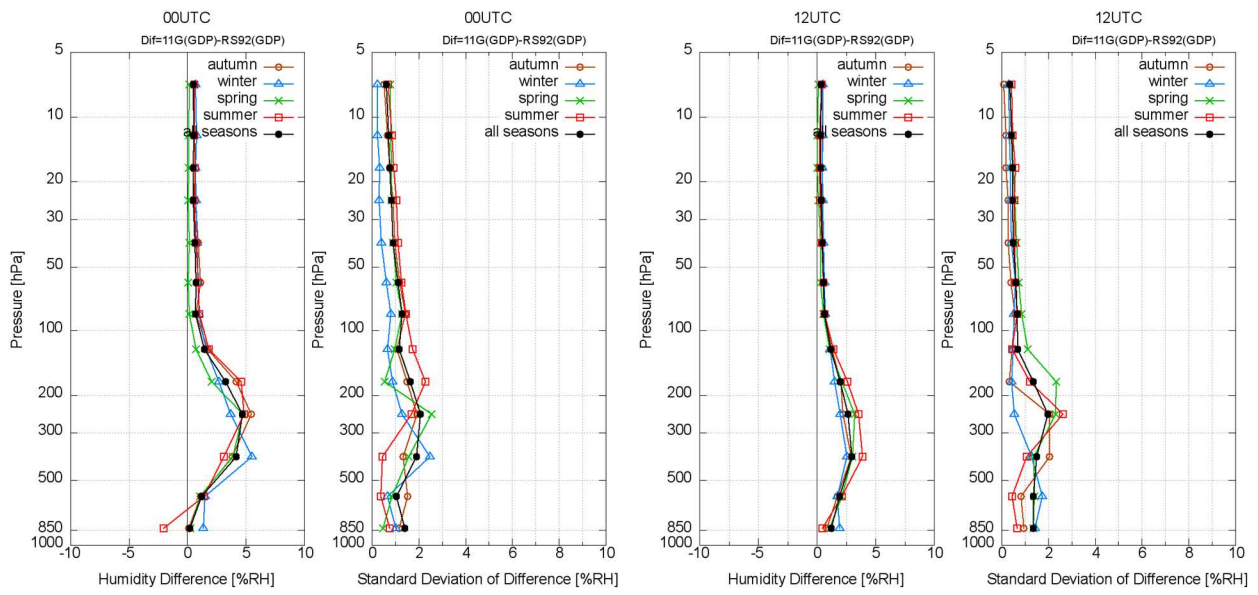 00UTC
Dif=11G(GDP)-RS92(GDP)
autumn
winter
spring
summer
all seasons
5
10
20
30
50
100
200
300
500
850
1000
-10
-5
0
5
10
Pressure [hPa]
Humidity Difference [%RH]
00UTC
Dif=11G(GDP)-RS92(GDP)
autumn
winter
spring
summer
all seasons
5
10
20
30
50
100
200
300
500
850
1000
0
2
4
6
8
10
Pressure [hPa]
Standard Deviation of Difference [%RH]
12UTC
Dif=11G(GDP)-RS92(GDP)
autumn
winter
spring
summer
all seasons
5
10
20
30
50
100
200
300
500
850
1000
-10
-5
0
5
10
Pressure [hPa]
Humidity Difference [%RH]
12UTC
Dif=11G(GDP)-RS92(GDP)
autumn
winter
spring
summer
all seasons
5
10
20
30
50
100
200
300
500
850
1000
0
2
4
6
8
10
Pressure [hPa]
Standard Deviation of Difference [%RH]